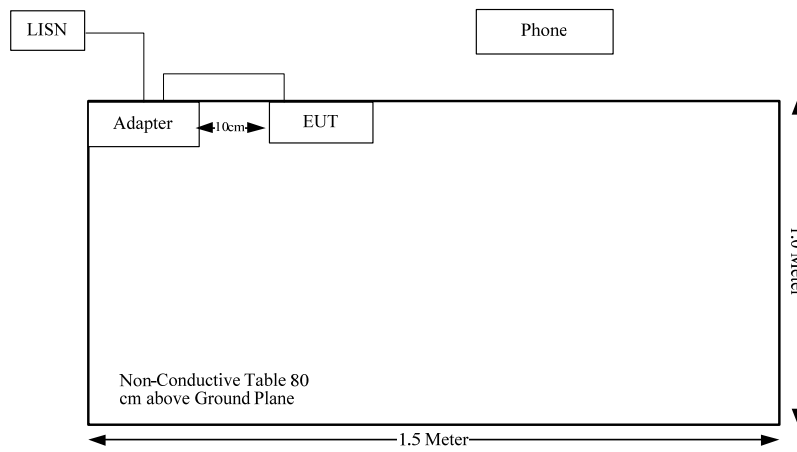 LISN
Phone
Adapter
10cm
EUT
Non-Conductive Table 80
cm above Ground Plane
1.5 Meter